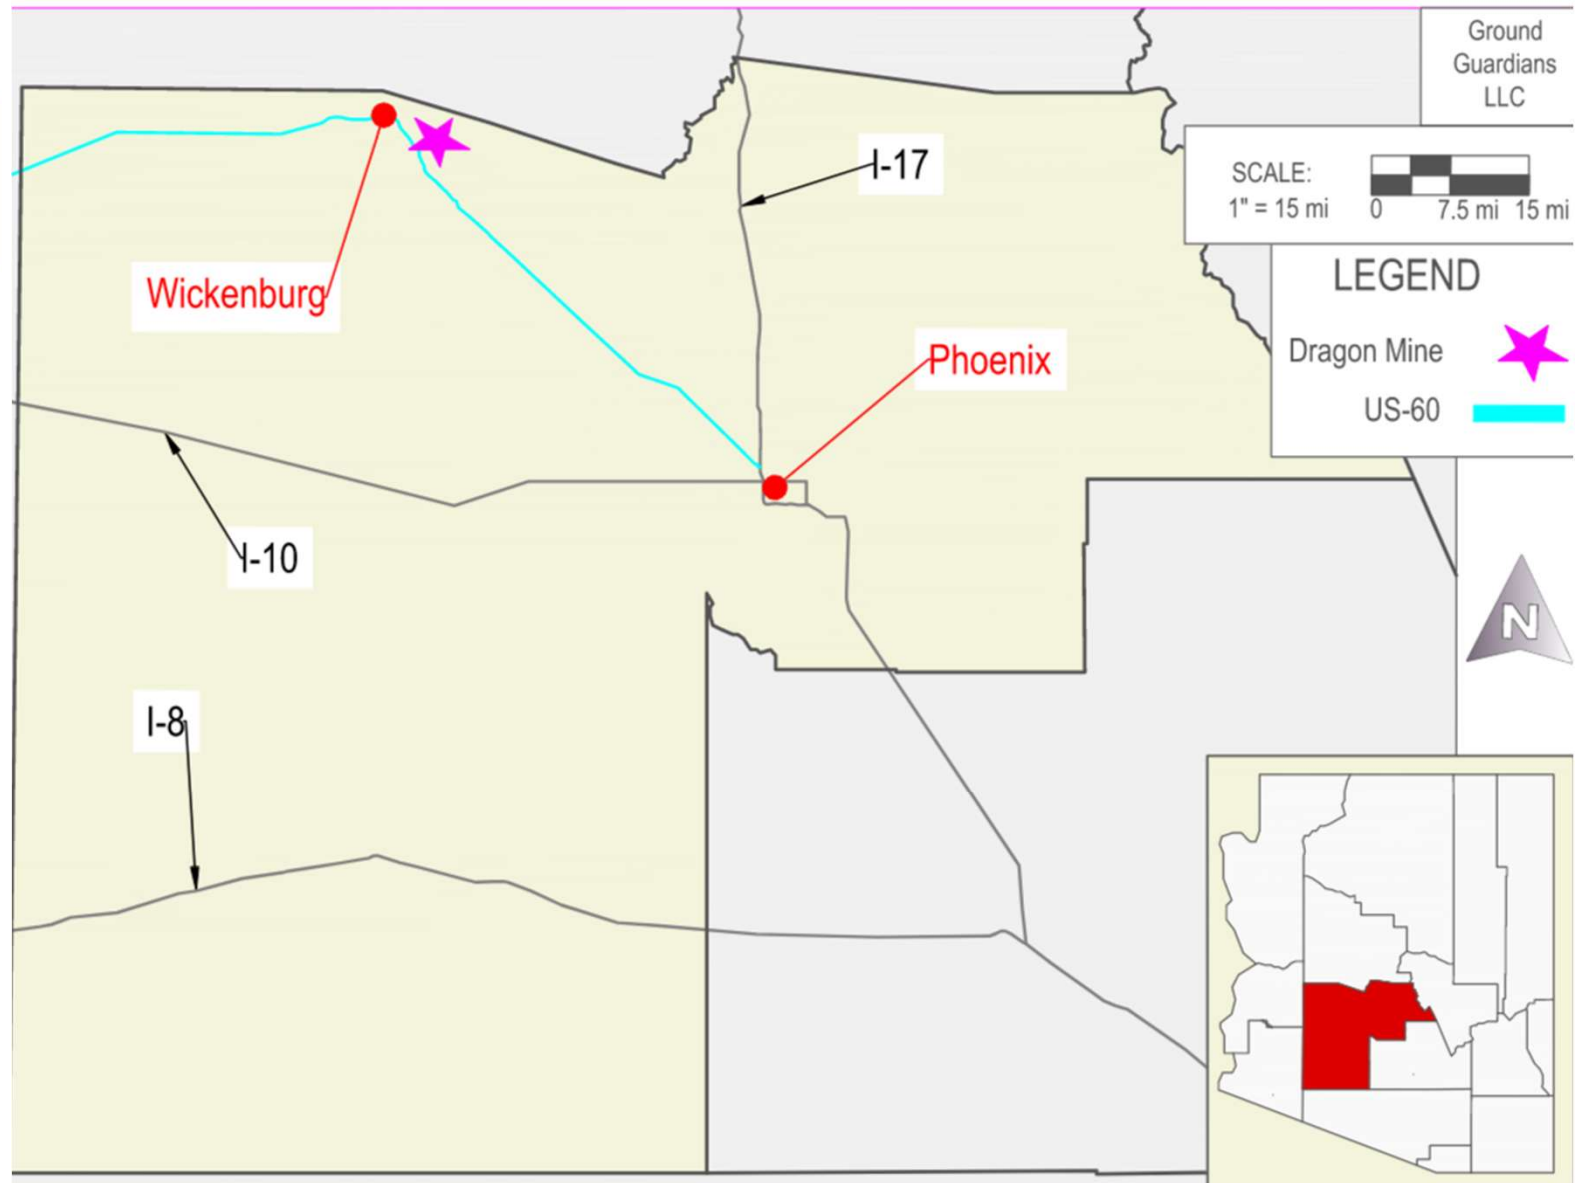 Ground
Guardians
LLC
I-17
SCALE:
1" = 15 mi
0 7.5 mi 15 mi
Wickenburg
LEGEND
Phoenix
Dragon Mine
US-60
I-10
N
I-8